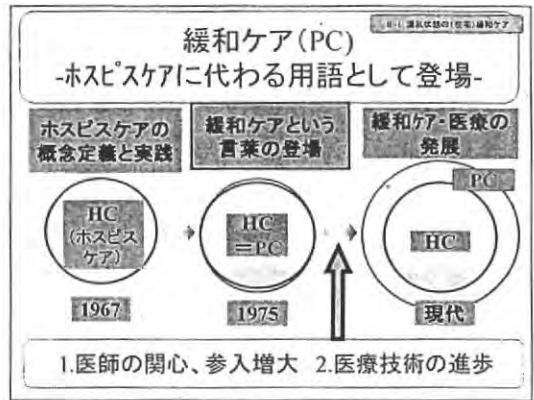 緩和ケア(PC)
-ホスピスケアに代わる用語として登場-
ホスピスケアの
概念定義と実践
緩和ケアという
言葉の登場
緩和ケア・医療の
発展
HC
(ホスピス
ケア)
HC
＝PC
PC
HC
1967
1975
現代
1.医師の関心、参入増大 2.医療技術の進歩